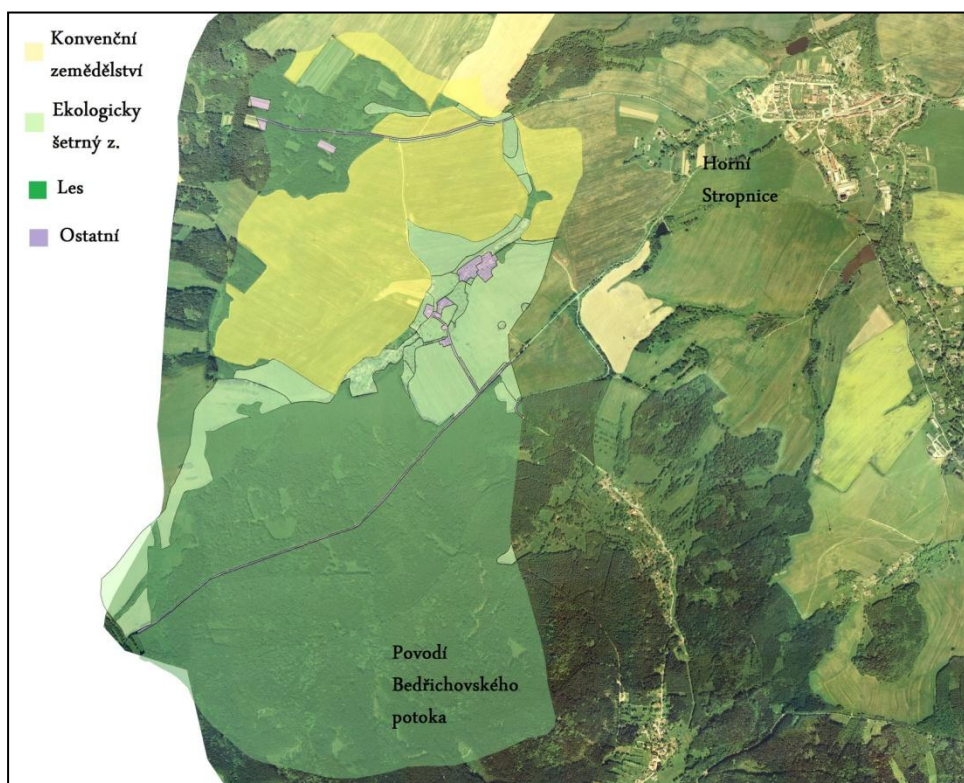 Konvenční
zemědělství
Ekologicky
šetrný z.
Les
Ostatní
Horní
Stropnice
Povodí
Bedřichovského
potoka